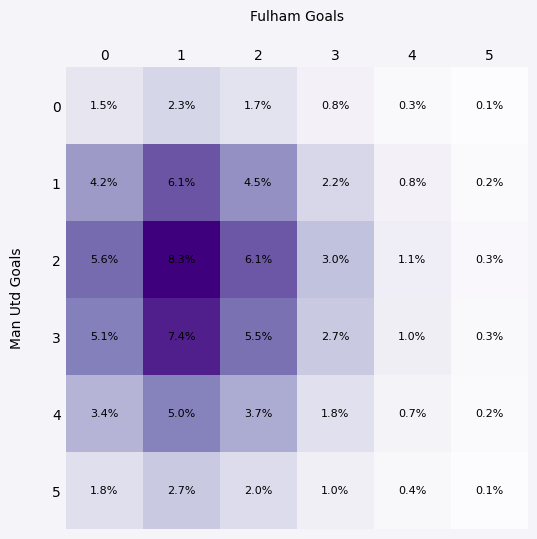 Fulham Goals
0 1 2 3 4 5
Man Utd Goals
0 1.5% 2.3% 1.7% 0.8% 0.3% 0.1%
1 4.2% 6.1% 4.5% 2.2% 0.8% 0.2%
2 5.6% 8.3% 6.1% 3.0% 1.1% 0.3%
3 5.1% 7.4% 5.5% 2.7% 1.0% 0.3%
4 3.4% 5.0% 3.7% 1.8% 0.7% 0.2%
5 1.8% 2.7% 2.0% 1.0% 0.4% 0.1%